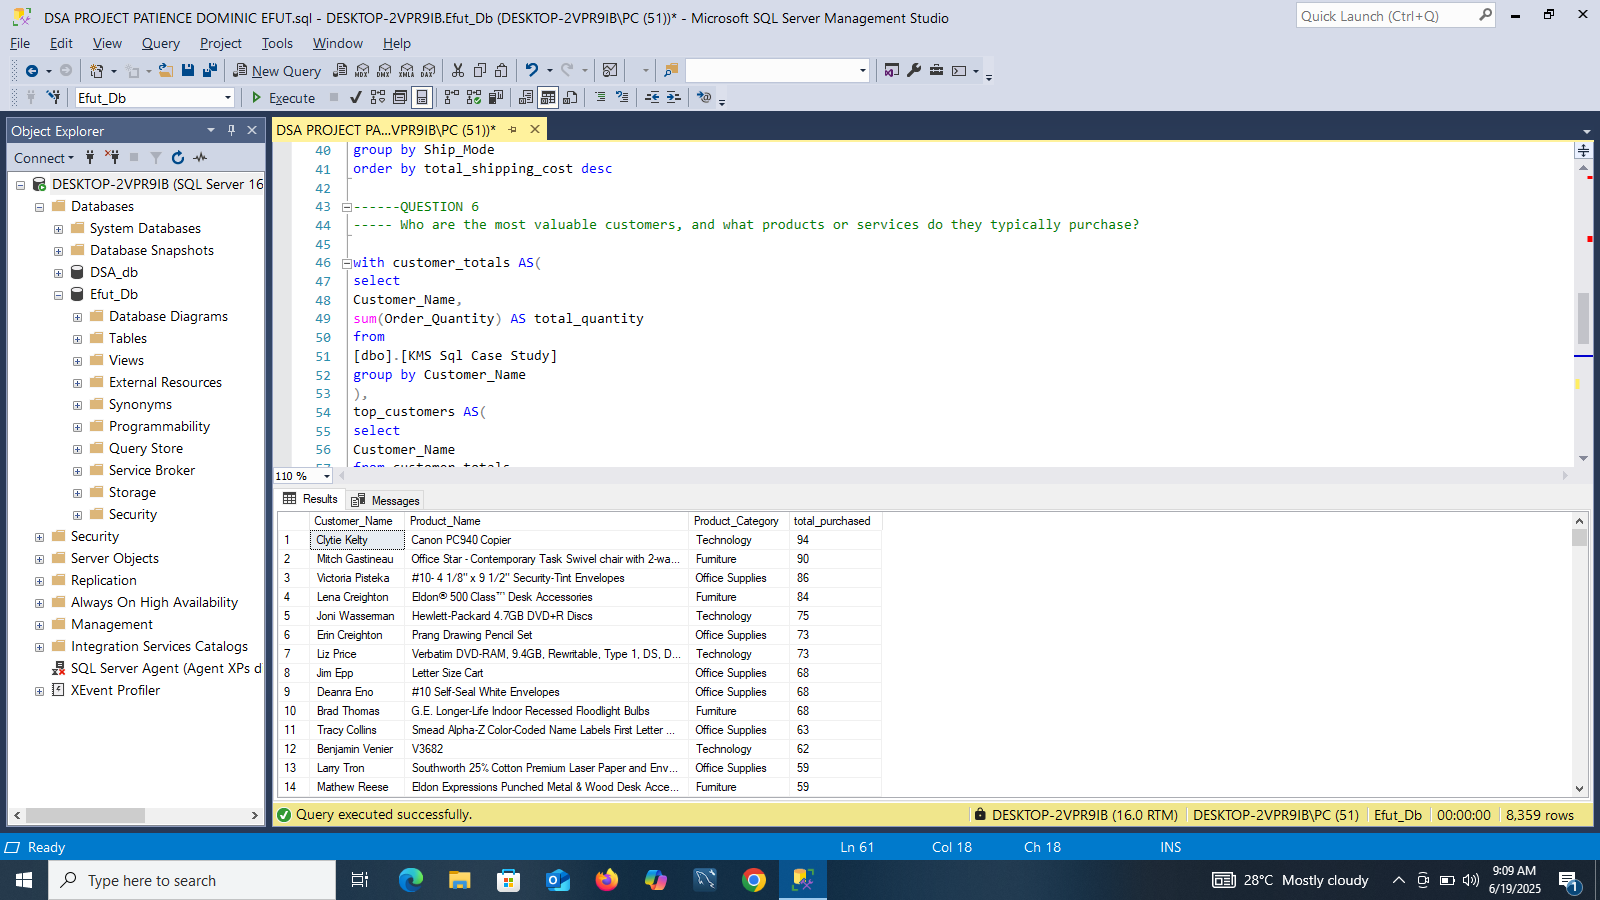 DSA PROJECT PATIENCE DOMINIC EFUT.sql - DESKTOP-2VPR9IB.Efut_Db (DESKTOP-2VPR9IB\PC (51))* - Microsoft SQL Server Management Studio
Quick Launch (Ctrl+Q)
File Edit View Query Project Tools Window Help
New Query
MDX DMX XMLA DAX
Efut_Db
Execute
Object Explorer
DSA PROJECT PA...VPR9IB\PC (51))*
Connect
DESKTOP-2VPR9IB (SQL Server 16
Databases
System Databases
Database Snapshots
DSA_db
Efut_Db
Database Diagrams
Tables
Views
External Resources
Synonyms
Programmability
Query Store
Service Broker
Storage
Security
Security
Server Objects
Replication
Always On High Availability
Management
Integration Services Catalogs
SQL Server Agent (Agent XPs d
XEvent Profiler
40 group by Ship_Mode
41 order by total_shipping_cost desc
42
43 ------QUESTION 6
44 ----- Who are the most valuable customers, and what products or services do they typically purchase?
45
46 with customer_totals AS(
47 select
48 Customer_Name,
49 sum(Order_Quantity) AS total_quantity
50 from
51 [dbo].[KMS Sql Case Study]
52 group by Customer_Name
53 ),
54 top_customers AS(
55 select
56 Customer_Name
57 from customer_totals
110 %
Results Messages
Customer_Name Product_Name Product_Category total_purchased
1 Clytie Kelty Canon PC940 Copier Technology 94
2 Mitch Gastineau Office Star - Contemporary Task Swivel chair with 2-wa... Furniture 90
3 Victoria Pisteka #10- 4 1/8" x 9 1/2" Security-Tint Envelopes Office Supplies 86
4 Lena Creighton Eldon® 500 Class™ Desk Accessories Furniture 84
5 Joni Wasserman Hewlett-Packard 4.7GB DVD+R Discs Technology 75
6 Erin Creighton Prang Drawing Pencil Set Office Supplies 73
7 Liz Price Verbatim DVD-RAM, 9.4GB, Rewritable, Type 1, DS, D... Technology 73
8 Jim Epp Letter Size Cart Office Supplies 68
9 Deanra Eno #10 Self-Seal White Envelopes Office Supplies 68
10 Brad Thomas G.E. Longer-Life Indoor Recessed Floodlight Bulbs Furniture 68
11 Tracy Collins Smead Alpha-Z Color-Coded Name Labels First Letter ... Office Supplies 63
12 Benjamin Venier V3682 Technology 62
13 Larry Tron Southworth 25% Cotton Premium Laser Paper and Env... Office Supplies 59
14 Mathew Reese Eldon Expressions Punched Metal & Wood Desk Acce... Furniture 59
Query executed successfully.
DESKTOP-2VPR9IB (16.0 RTM) DESKTOP-2VPR9IB\PC (51) Efut_Db 00:00:00 8,359 rows
Ready Ln 61 Col 18 Ch 18 INS
Type here to search
28°C Mostly cloudy
9:09 AM
6/19/2025
1